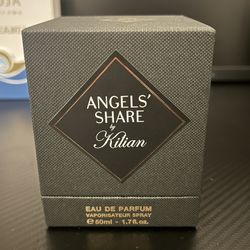 ANGELS'
SHARE
by
Kilian
EAU DE PARFUM
VAPORISATEUR SPRAY
℮50ml - 1.7fl.oz.